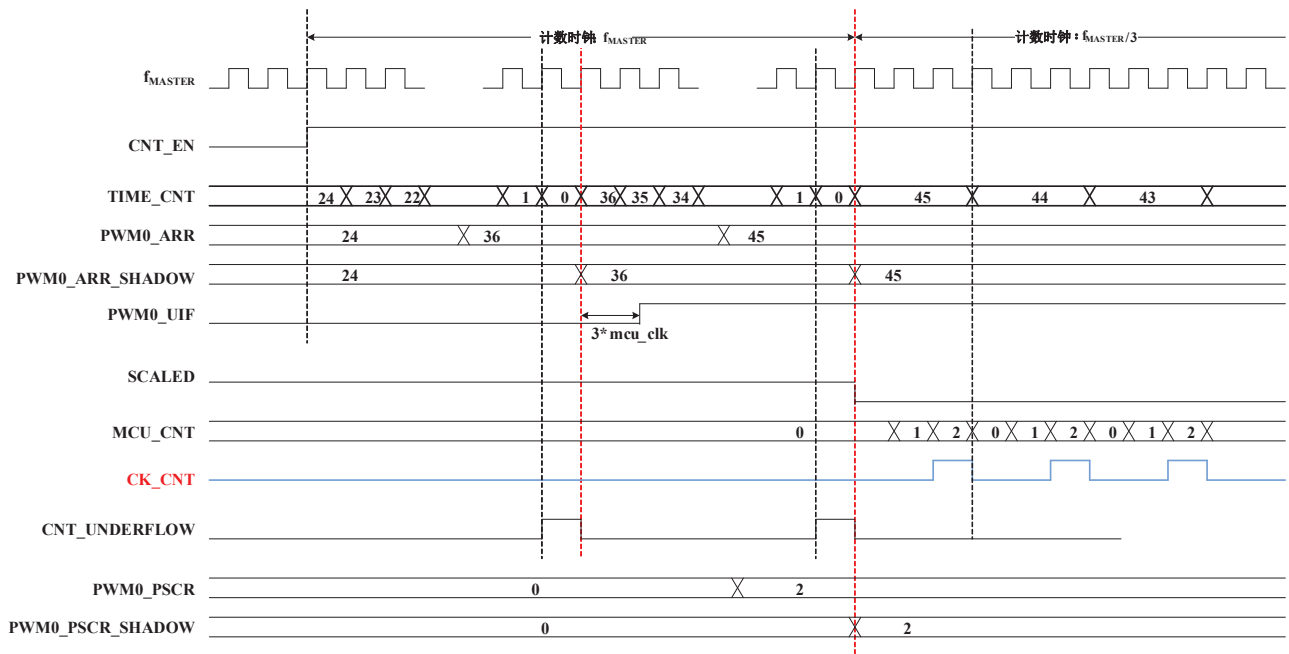 计数时钟 fMASTER
计数时钟：fMASTER/3
fMASTER
CNT_EN
TIME_CNT 24 23 22 1 0 36 35 34 1 0 45 44 43
PWM0_ARR 24 36 45
PWM0_ARR_SHADOW 24 36 45
PWM0_UIF
3*mcu_clk
SCALED
MCU_CNT 0 1 2 0 1 2 0 1 2
CK_CNT
CNT_UNDERFLOW
PWM0_PSCR 0 2
PWM0_PSCR_SHADOW 0 2